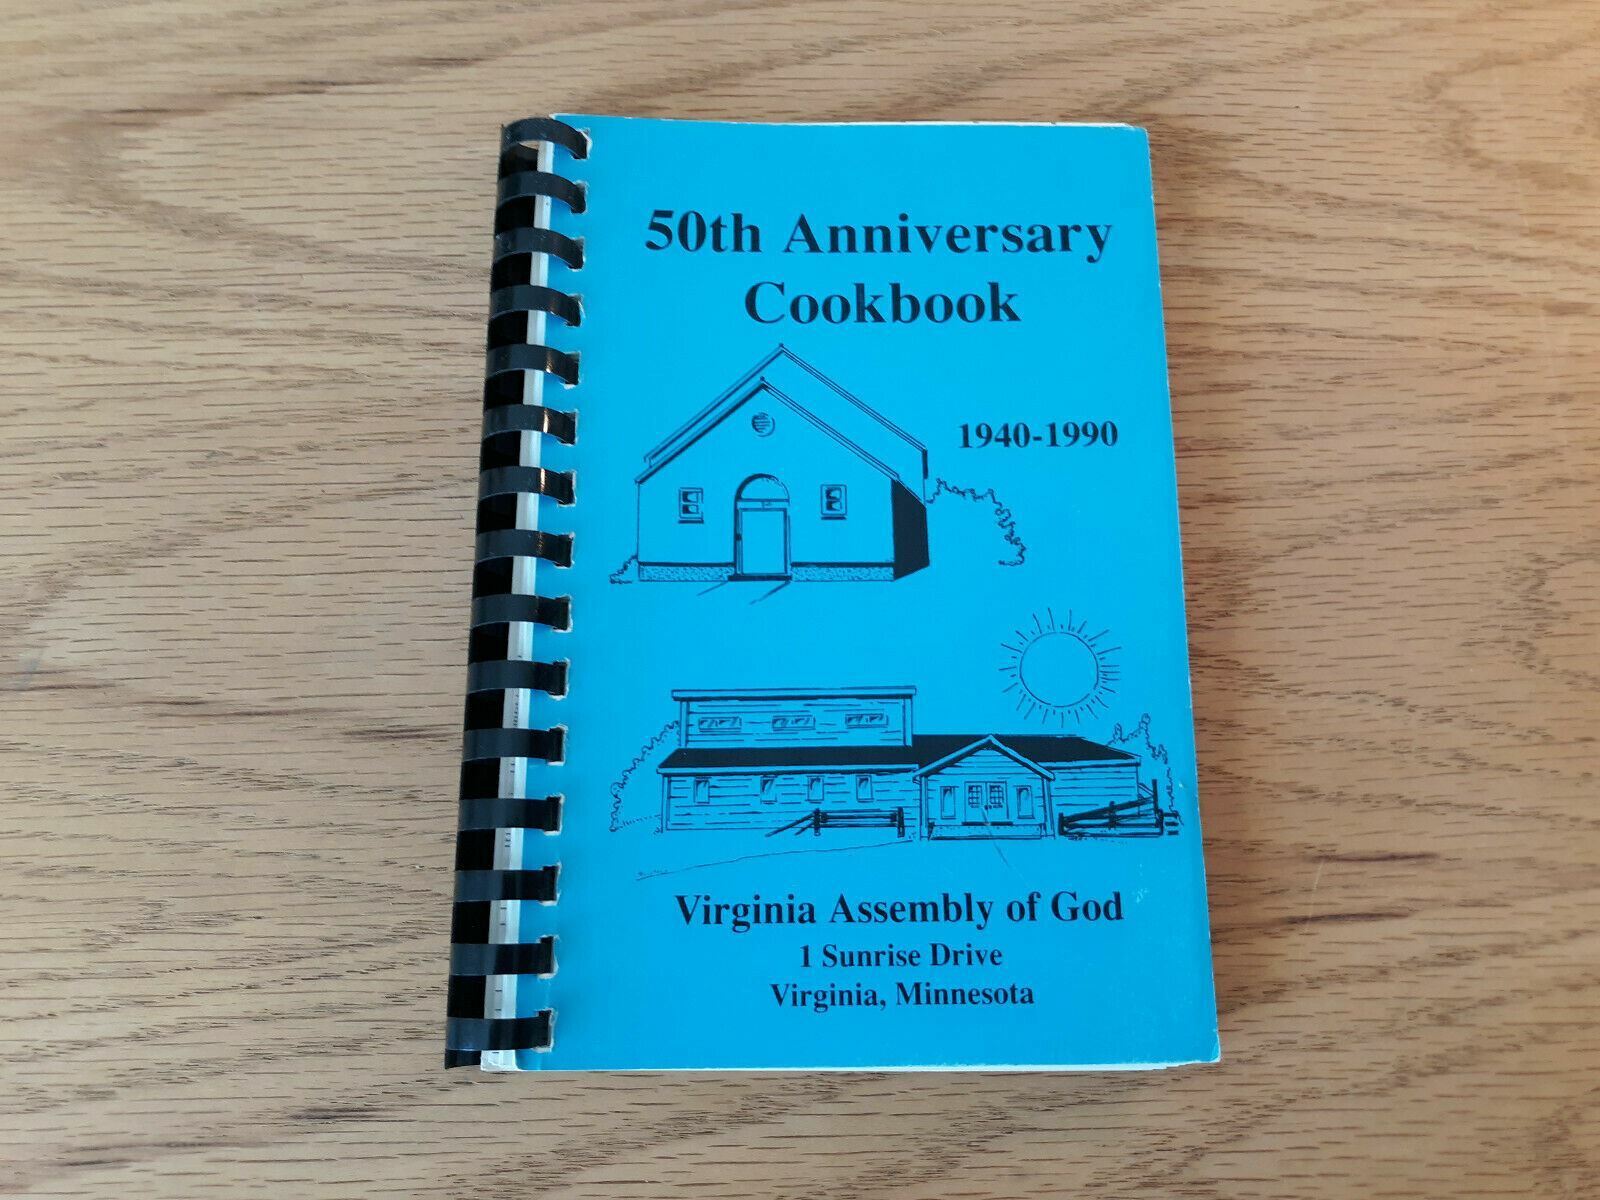 50th Anniversary
Cookbook
1940-1990
Virginia Assembly of God
1 Sunrise Drive
Virginia, Minnesota